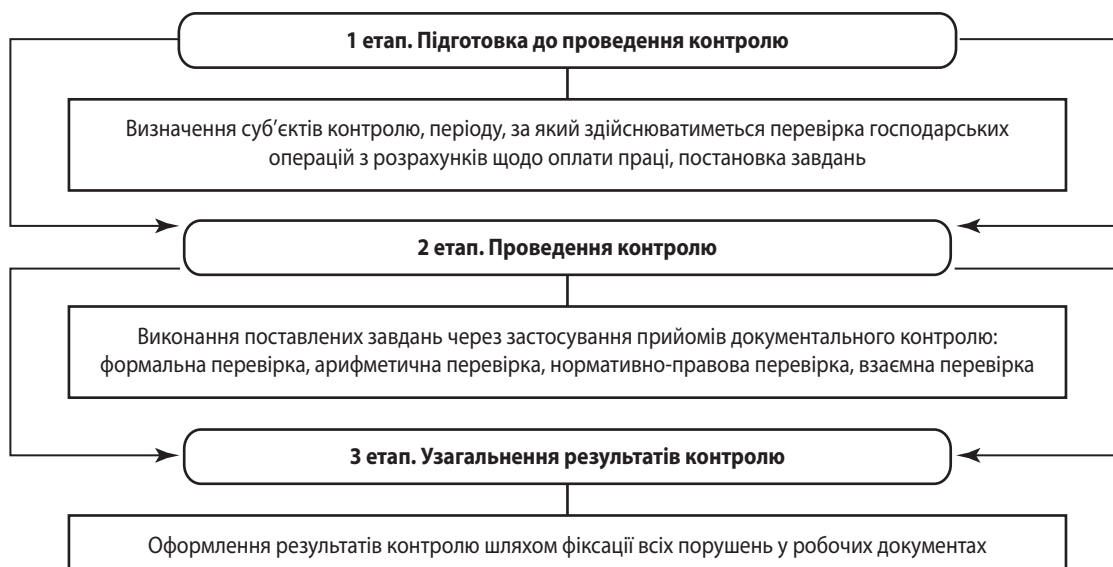 1 етап. Підготовка до проведення контролю
Визначення суб’єктів контролю, періоду, за який здійснюватиметься перевірка господарських
операцій з розрахунків щодо оплати праці, постановка завдань
2 етап. Проведення контролю
Виконання поставлених завдань через застосування прийомів документального контролю:
формальна перевірка, арифметична перевірка, нормативно-правова перевірка, взаємна перевірка
3 етап. Узагальнення результатів контролю
Оформлення результатів контролю шляхом фіксації всіх порушень у робочих документах